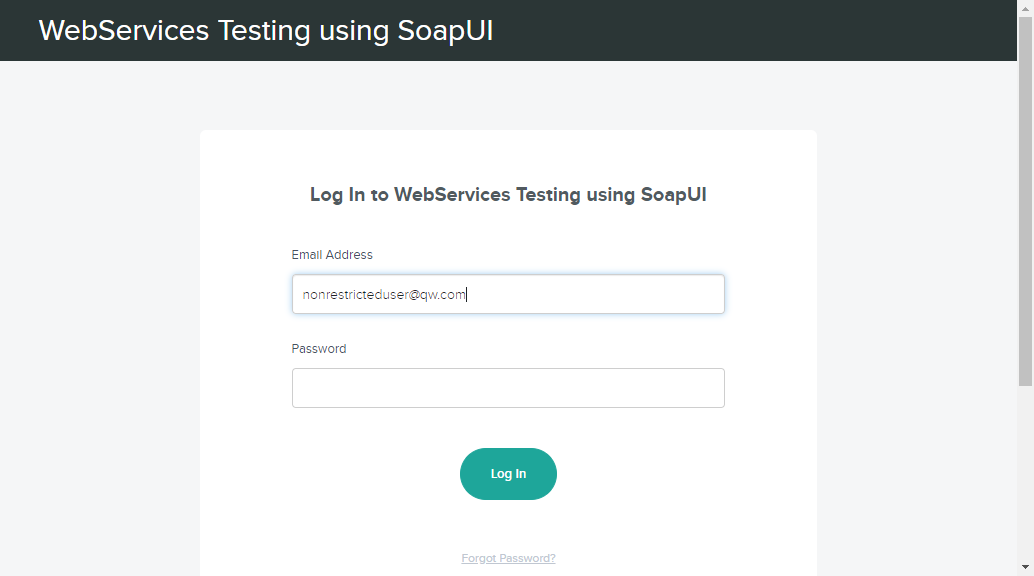 WebServices Testing using SoapUI
Log In to WebServices Testing using SoapUI
Email Address
nonrestricteduser@qw.com
Password
Log In
Forgot Password?